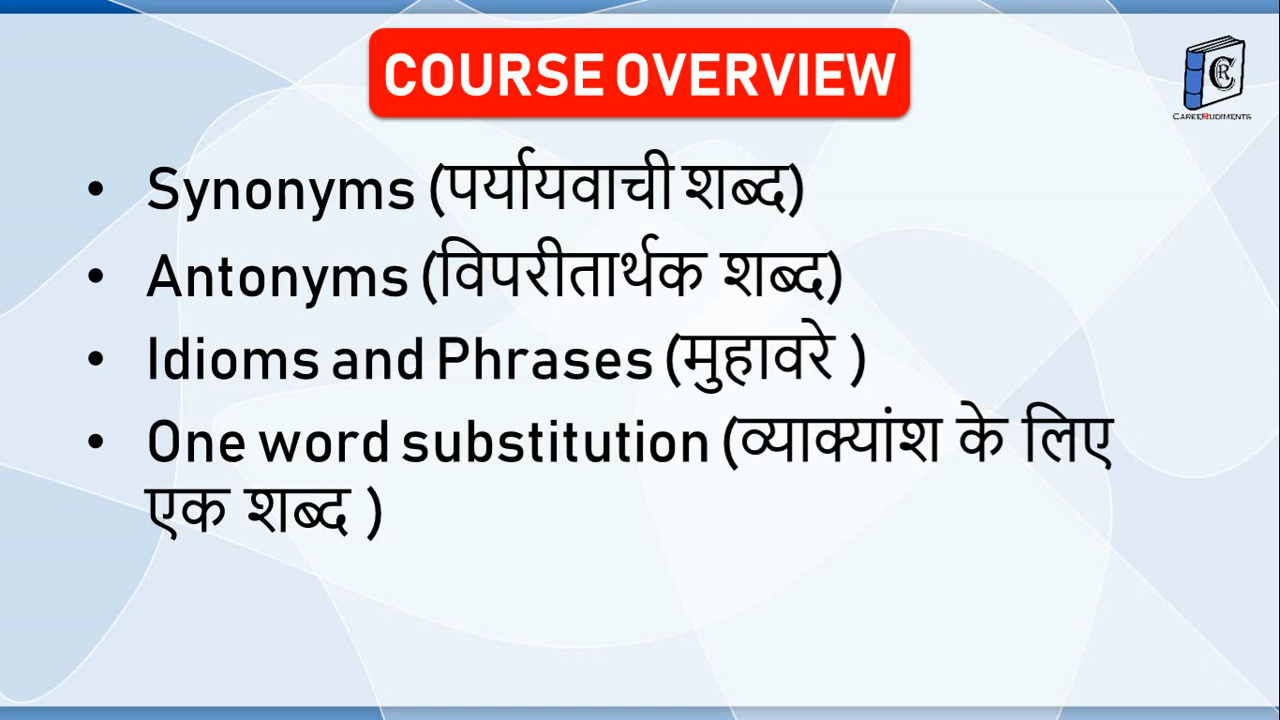 COURSE OVERVIEW
CR
CAREERUDIMENTS
• Synonyms (पर्यायवाची शब्द)
• Antonyms (विपरीतार्थक शब्द)
• Idioms and Phrases (मुहावरे )
• One word substitution (व्याक्यांश के लिए
एक शब्द )